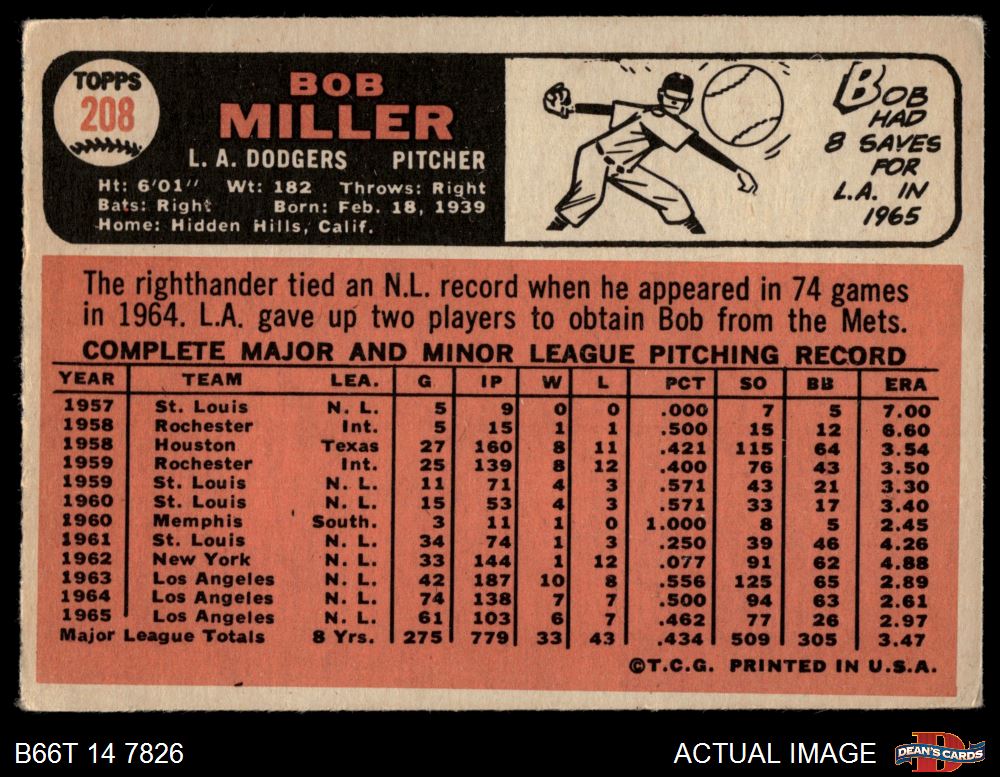 TOPPS
208
BOB
MILLER
L. A. DODGERS PITCHER
Ht: 6'01" Wt: 182 Throws: Right
Bats: Right Born: Feb. 18, 1939
Home: Hidden Hills, Calif.
BOB
HAD
8 SAVES
FOR
L.A. IN
1965
The righthander tied an N.L. record when he appeared in 74 games
in 1964. L.A. gave up two players to obtain Bob from the Mets.
COMPLETE MAJOR AND MINOR LEAGUE PITCHING RECORD
YEAR TEAM LEA. G IP W L PCT SO BB ERA
1957 St. Louis N. L. 5 9 0 0 .000 7 5 7.00
1958 Rochester Int. 5 15 1 1 .500 15 12 6.60
1958 Houston Texas 27 160 8 11 .421 115 64 3.54
1959 Rochester Int. 25 139 8 12 .400 76 43 3.50
1959 St. Louis N. L. 11 71 4 3 .571 43 21 3.30
1960 St. Louis N. L. 15 53 4 3 .571 33 17 3.40
1960 Memphis South. 3 11 1 0 1.000 8 5 2.45
1961 St. Louis N. L. 34 74 1 3 .250 39 46 4.26
1962 New York N. L. 33 144 1 12 .077 91 62 4.88
1963 Los Angeles N. L. 42 187 10 8 .556 125 65 2.89
1964 Los Angeles N. L. 74 138 7 7 .500 94 63 2.61
1965 Los Angeles N. L. 61 103 6 7 .462 77 26 2.97
Major League Totals 8 Yrs. 275 779 33 43 .434 509 305 3.47
©T.C.G. PRINTED IN U.S.A.
B66T 14 7826 ACTUAL IMAGE DEAN'S CARDS